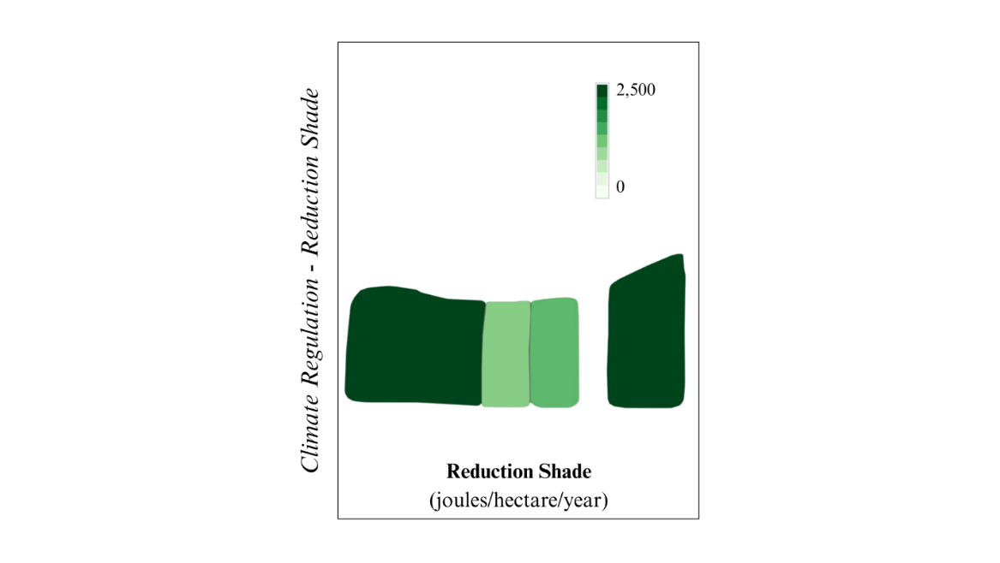 Climate Regulation - Reduction Shade
2,500
0
Reduction Shade
(joules/hectare/year)